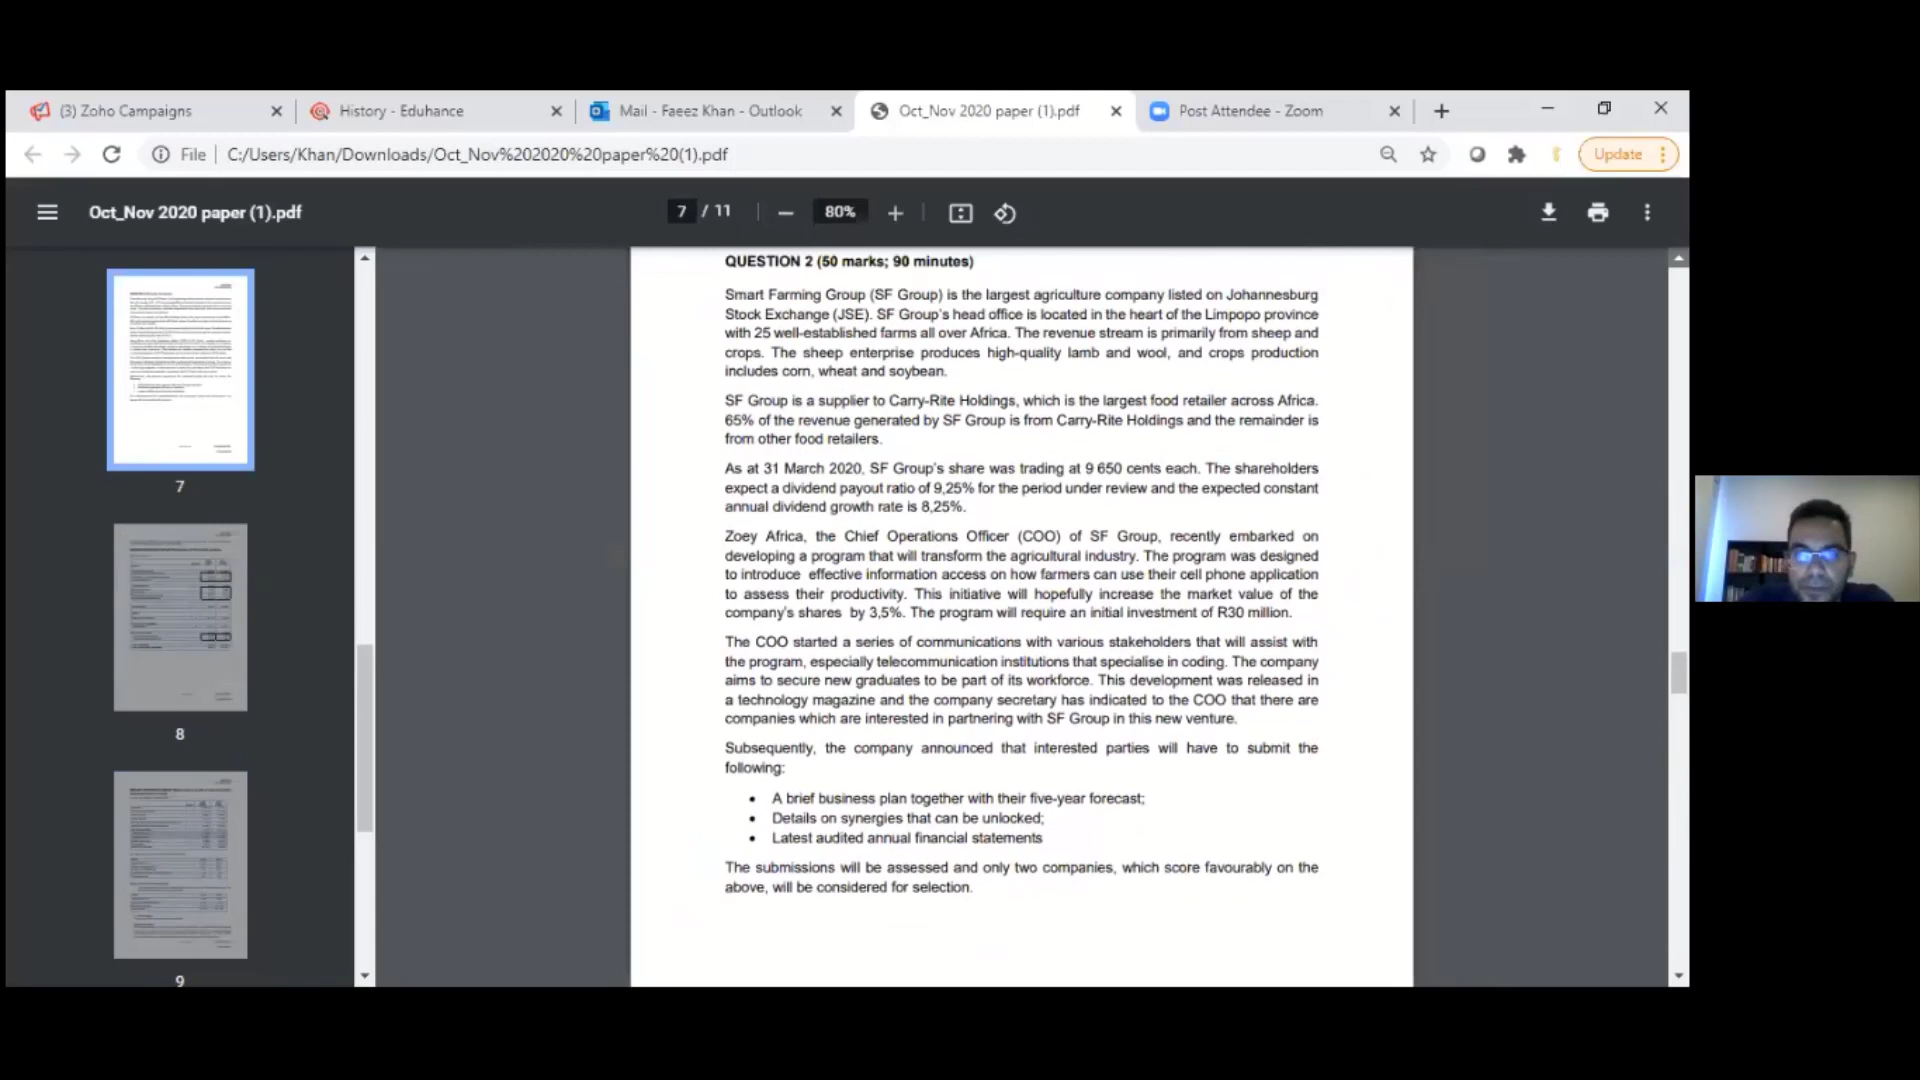 (3) Zoho Campaigns
History - Eduhance
Mail - Faeez Khan - Outlook
Oct_Nov 2020 paper (1).pdf
Post Attendee - Zoom
File
C:/Users/Khan/Downloads/Oct_Nov%202020%20paper%20(1).pdf
Update
Oct_Nov 2020 paper (1).pdf
7 / 11
80%
7
8
9
QUESTION 2 (50 marks; 90 minutes)
Smart Farming Group (SF Group) is the largest agriculture company listed on Johannesburg
Stock Exchange (JSE). SF Group's head office is located in the heart of the Limpopo province
with 25 well-established farms all over Africa. The revenue stream is primarily from sheep and
crops. The sheep enterprise produces high-quality lamb and wool, and crops production
includes corn, wheat and soybean.
SF Group is a supplier to Carry-Rite Holdings, which is the largest food retailer across Africa.
65% of the revenue generated by SF Group is from Carry-Rite Holdings and the remainder is
from other food retailers.
As at 31 March 2020, SF Group's share was trading at 9 650 cents each. The shareholders
expect a dividend payout ratio of 9,25% for the period under review and the expected constant
annual dividend growth rate is 8,25%.
Zoey Africa, the Chief Operations Officer (COO) of SF Group, recently embarked on
developing a program that will transform the agricultural industry. The program was designed
to introduce effective information access on how farmers can use their cell phone application
to assess their productivity. This initiative will hopefully increase the market value of the
company's shares by 3,5%. The program will require an initial investment of R30 million.
The COO started a series of communications with various stakeholders that will assist with
the program, especially telecommunication institutions that specialise in coding. The company
aims to secure new graduates to be part of its workforce. This development was released in
a technology magazine and the company secretary has indicated to the COO that there are
companies which are interested in partnering with SF Group in this new venture.
Subsequently, the company announced that interested parties will have to submit the
following:
• A brief business plan together with their five-year forecast;
• Details on synergies that can be unlocked;
• Latest audited annual financial statements
The submissions will be assessed and only two companies, which score favourably on the
above, will be considered for selection.